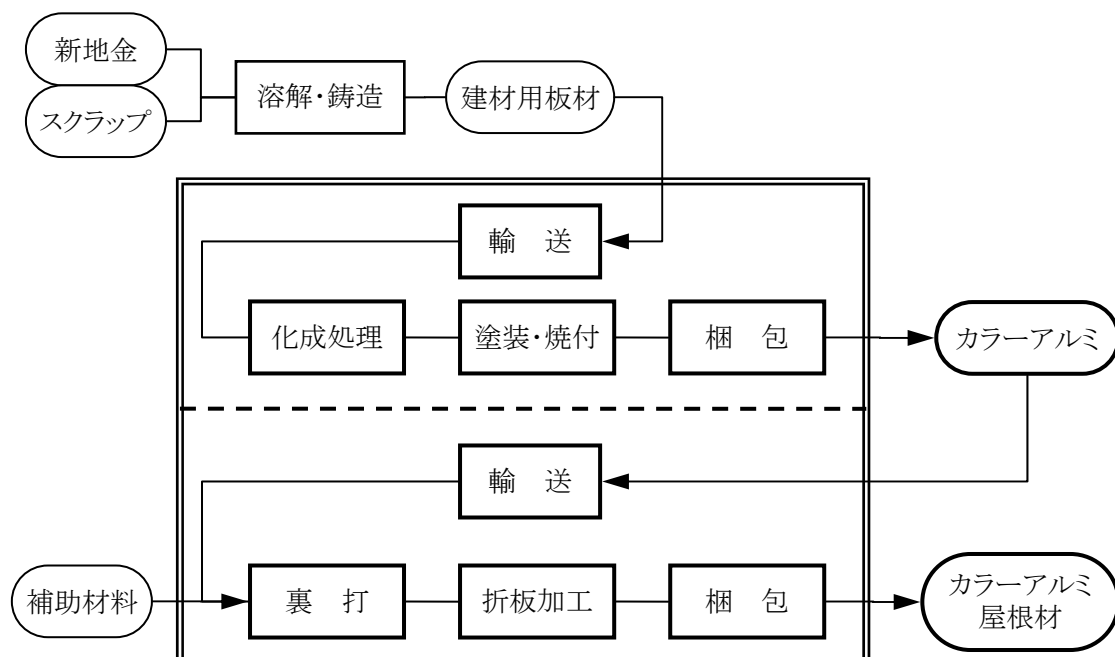 新地金
スクラップ
溶解・鋳造
建材用板材
輸　送
化成処理
塗装・焼付
梱　包
カラーアルミ
輸　送
補助材料
裏　打
折板加工
梱　包
カラーアルミ
屋根材